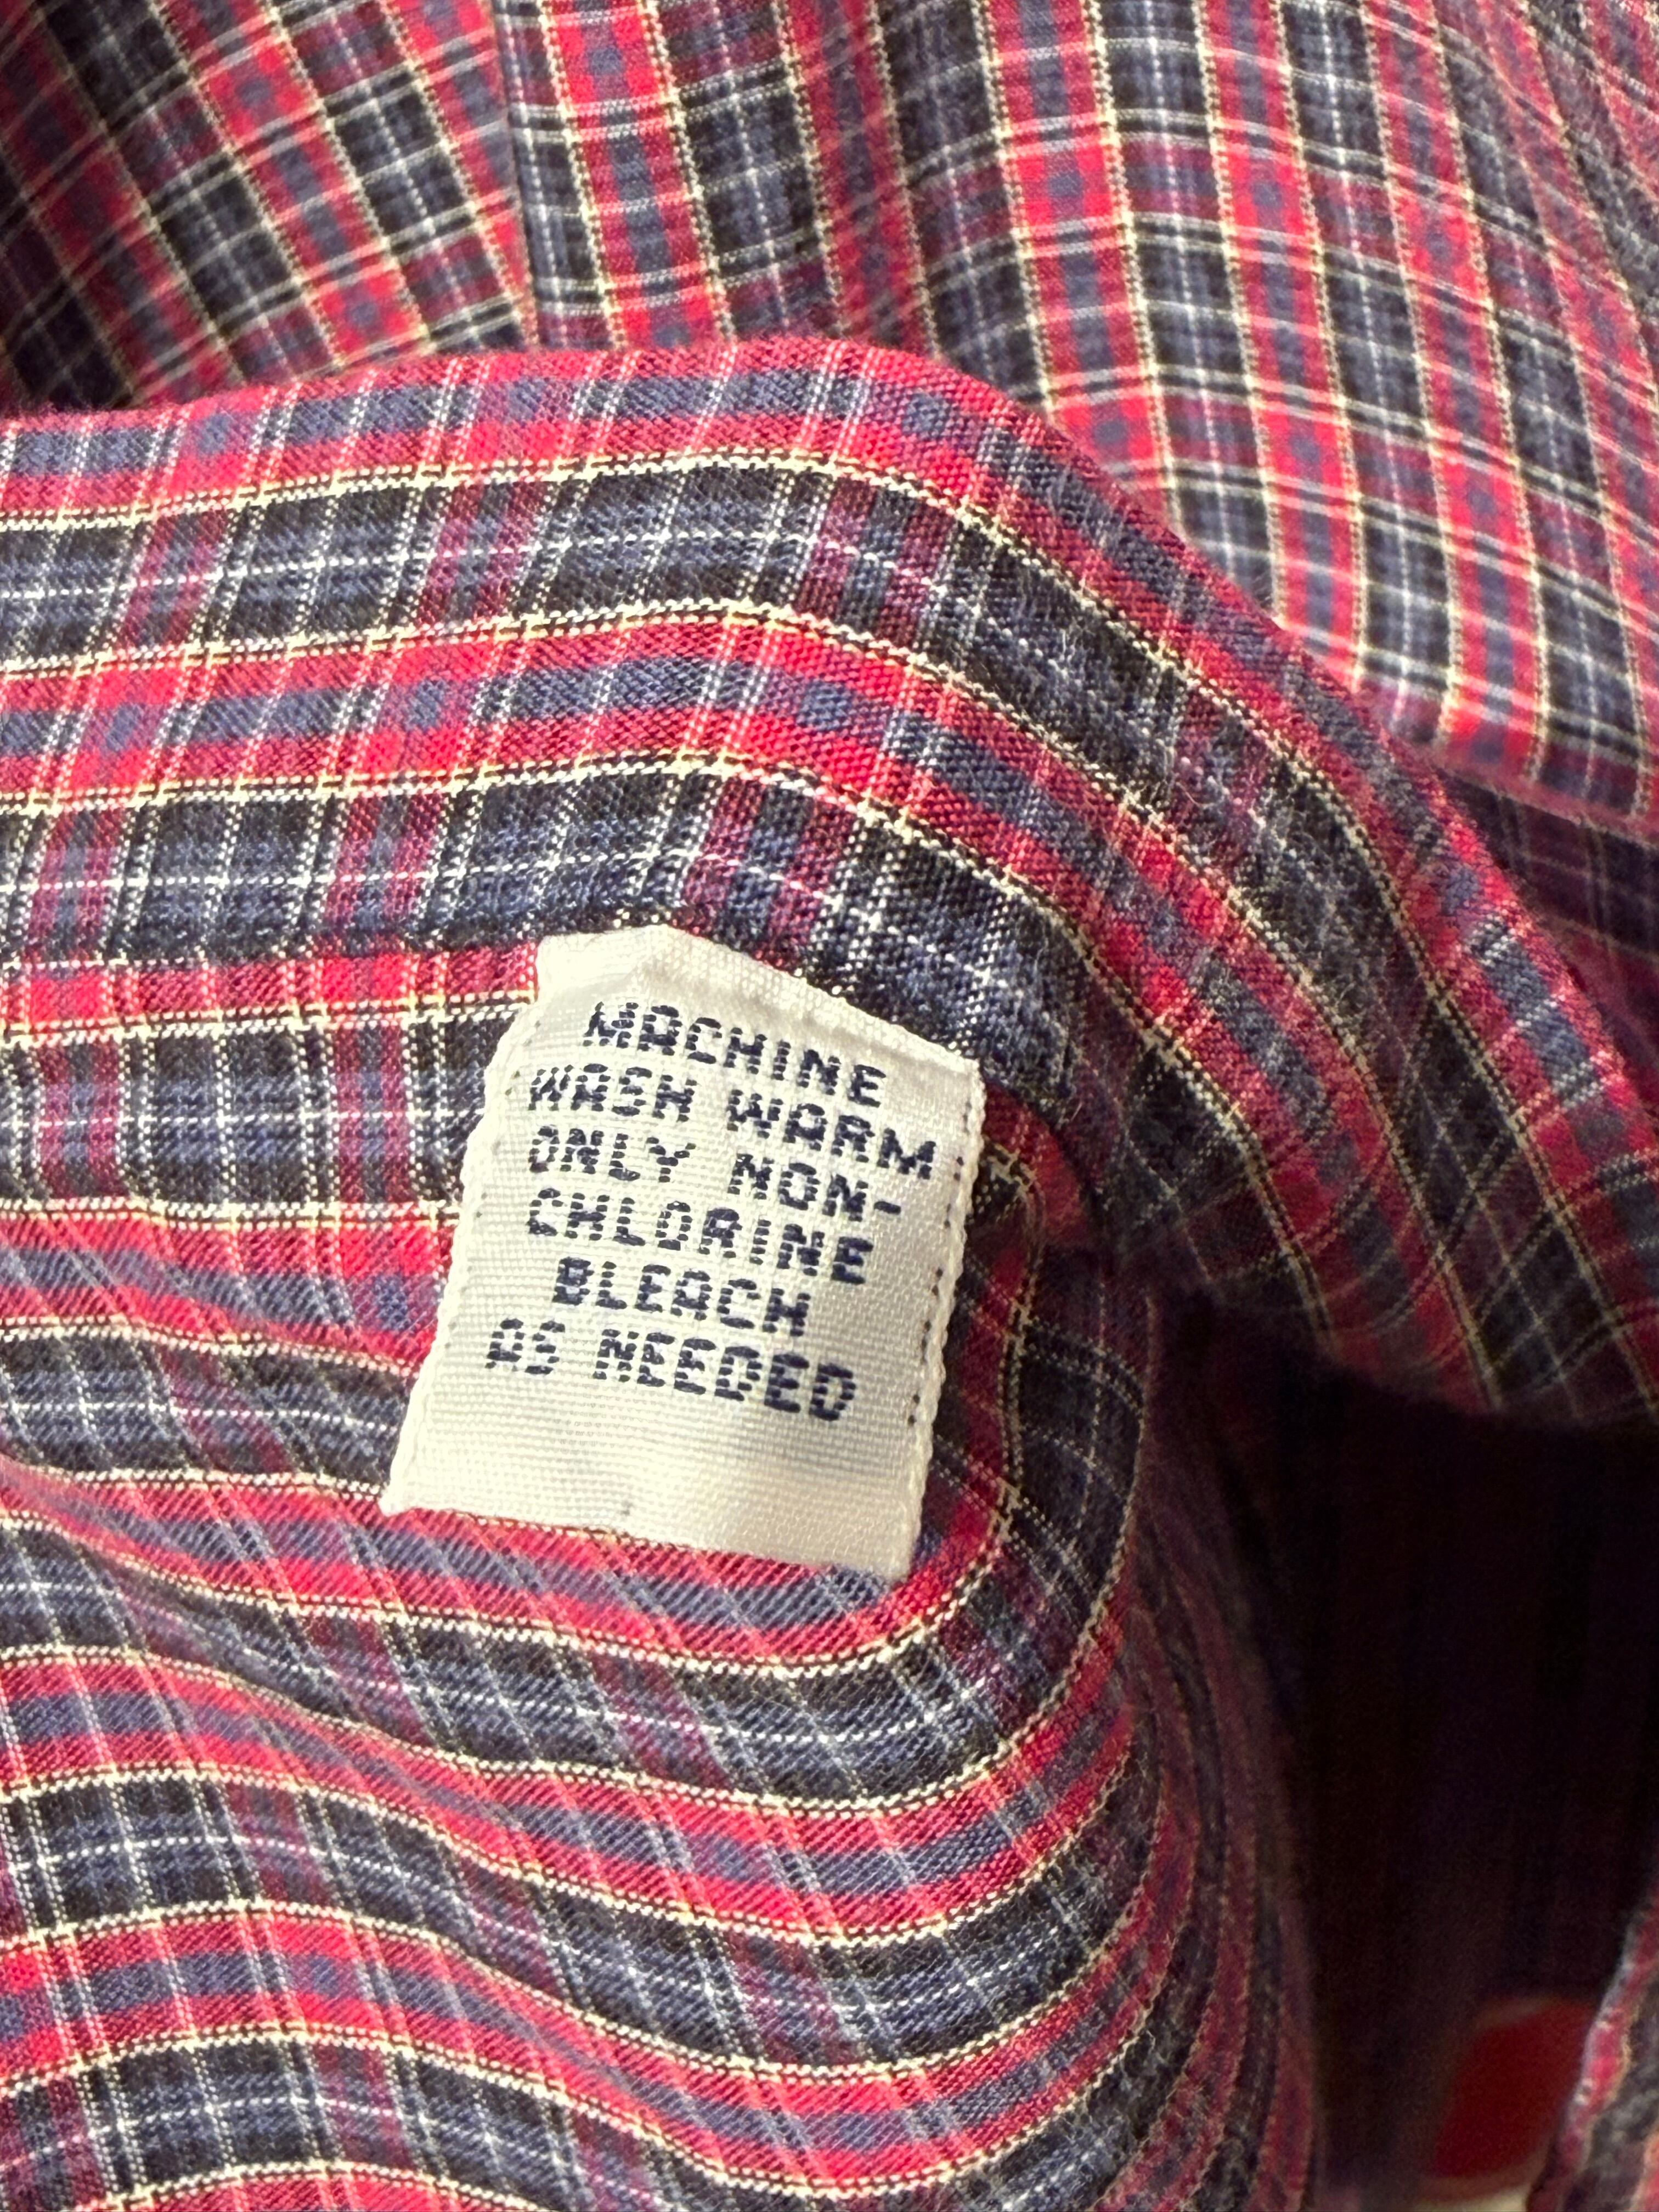 MACHINE
WASH WARM
ONLY NON-
CHLORINE
BLEACH
AS NEEDED